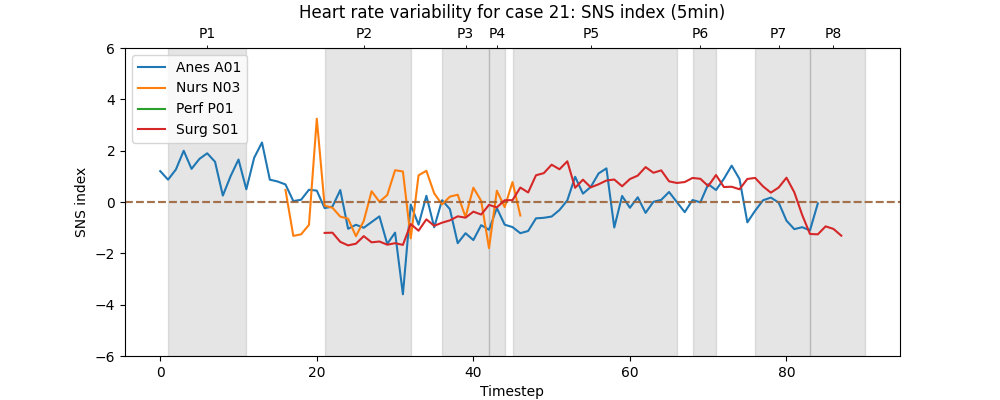 Heart rate variability for case 21: SNS index (5min)
P1 P2 P3 P4 P5 P6 P7 P8
6
4
2
0
−2
−4
−6
SNS index
Anes A01
Nurs N03
Perf P01
Surg S01
0 20 40 60 80
Timestep